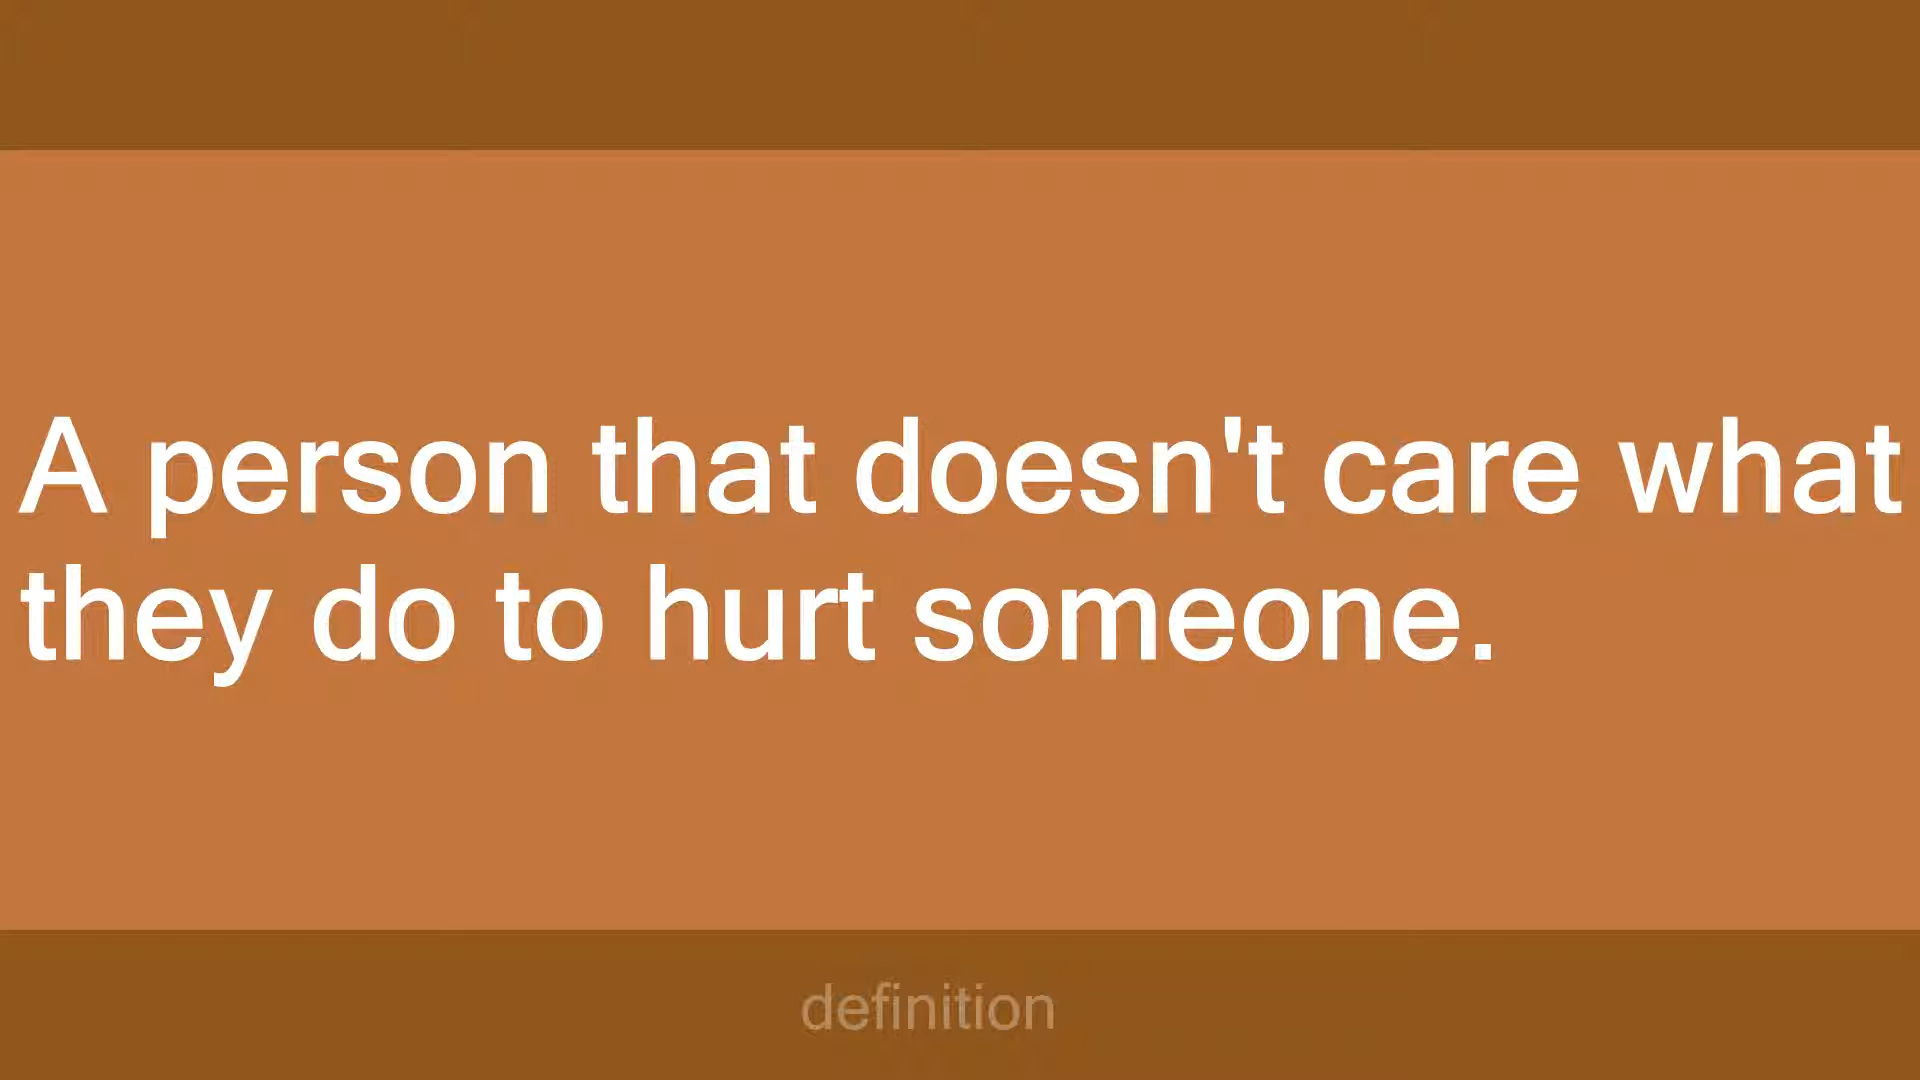 A person that doesn't care what
they do to hurt someone.
definition